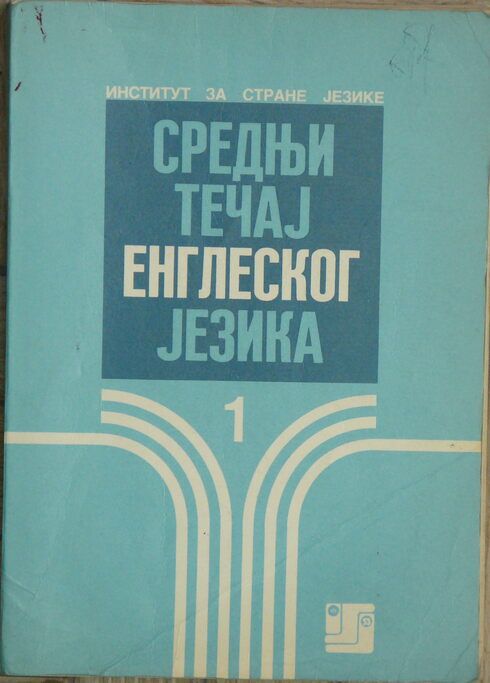 ИНСТИТУТ ЗА СТРАНЕ ЈЕЗИКЕ
СРЕДЊИ
ТЕЧАЈ
ЕНГЛЕСКОГ
ЈЕЗИКА
1